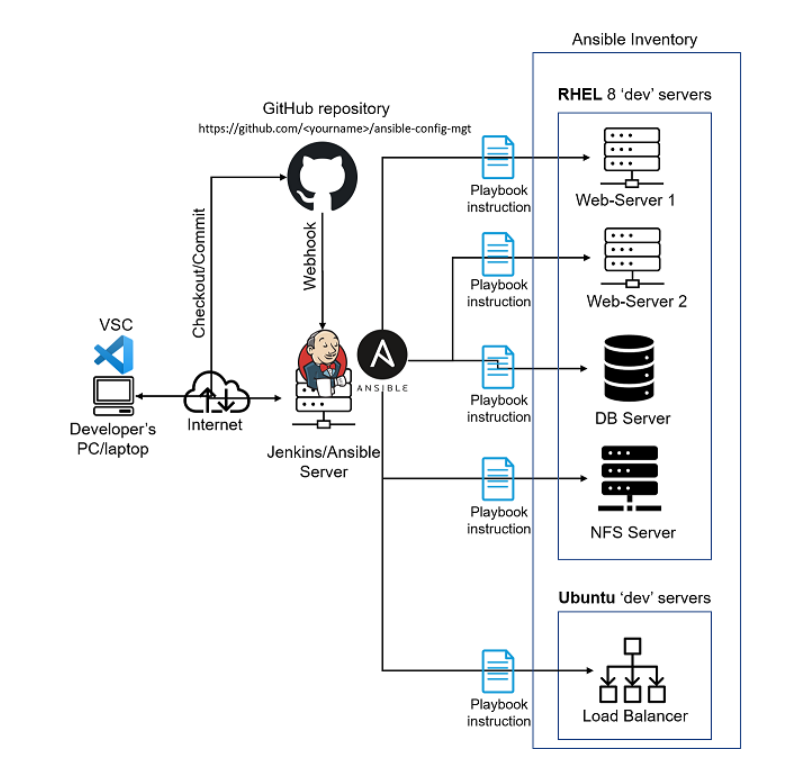 Ansible Inventory
RHEL 8 ‘dev’ servers
GitHub repository
https://github.com/<yourname>/ansible-config-mgt
Playbook
instruction
Web-Server 1
Checkout/Commit
Webhook
Playbook
instruction
Web-Server 2
VSC
ANSIBLE
Playbook
instruction
DB Server
Developer's
PC/laptop
Internet
Jenkins/Ansible
Server
Playbook
instruction
NFS Server
Ubuntu ‘dev’ servers
Playbook
instruction
Load Balancer